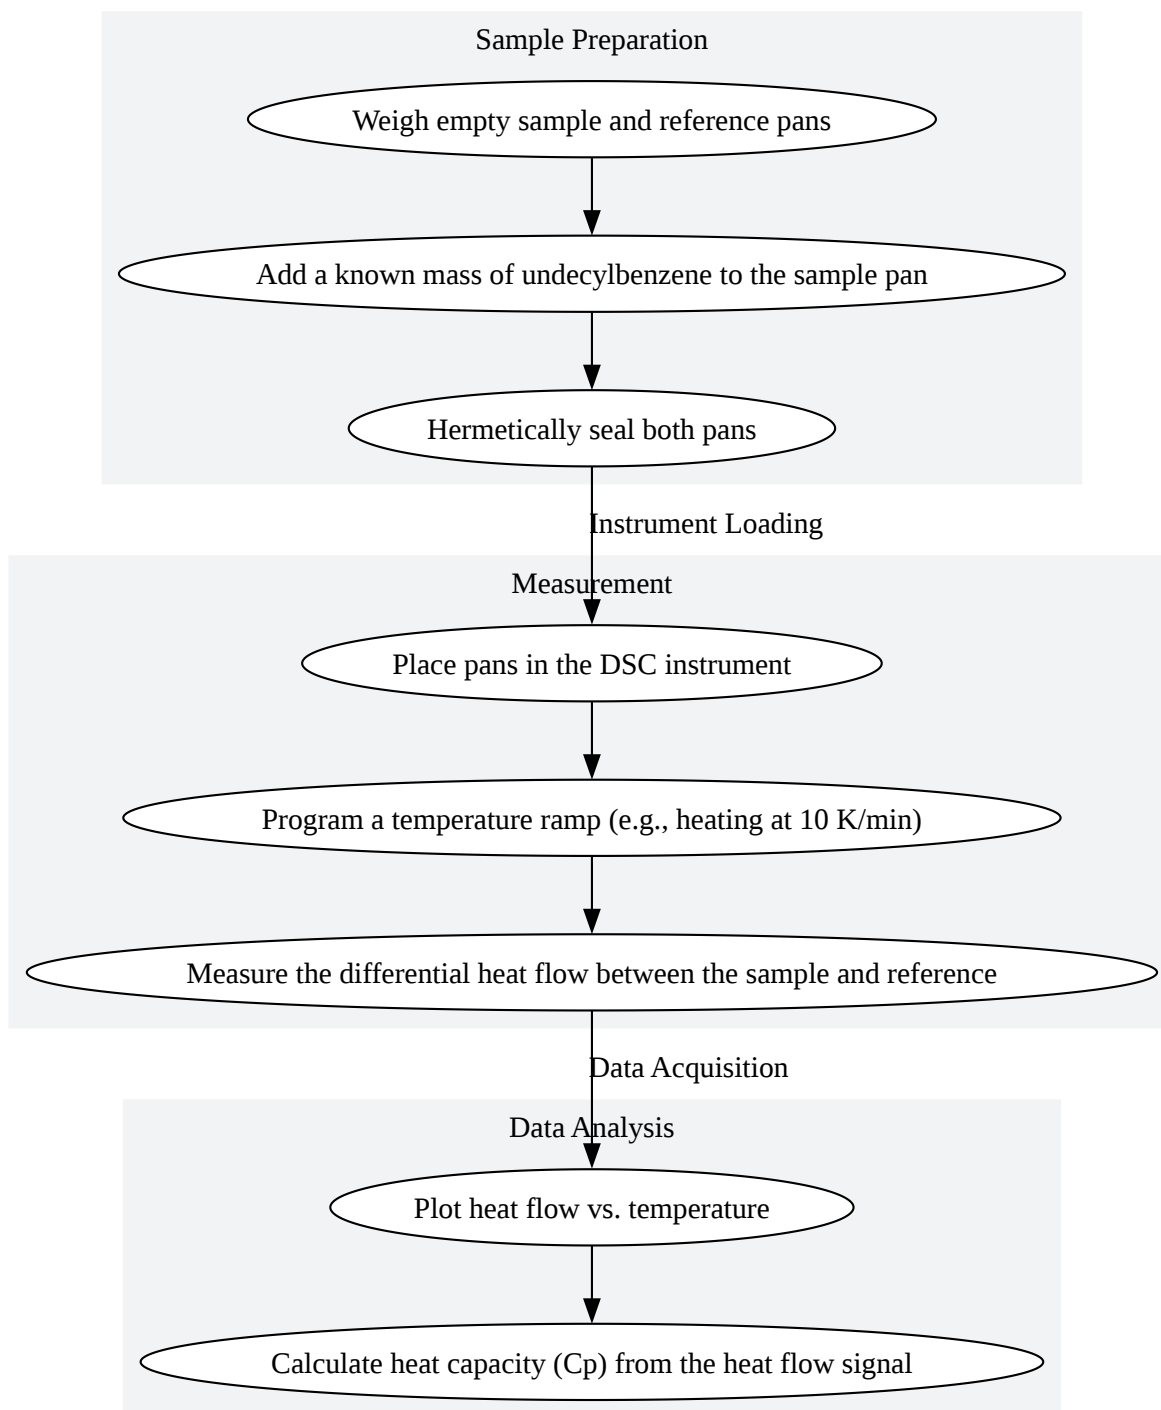 Sample Preparation
Weigh empty sample and reference pans
Add a known mass of undecylbenzene to the sample pan
Hermetically seal both pans
Instrument Loading
Measurement
Place pans in the DSC instrument
Program a temperature ramp (e.g., heating at 10 K/min)
Measure the differential heat flow between the sample and reference
Data Acquisition
Data Analysis
Plot heat flow vs. temperature
Calculate heat capacity (Cp) from the heat flow signal